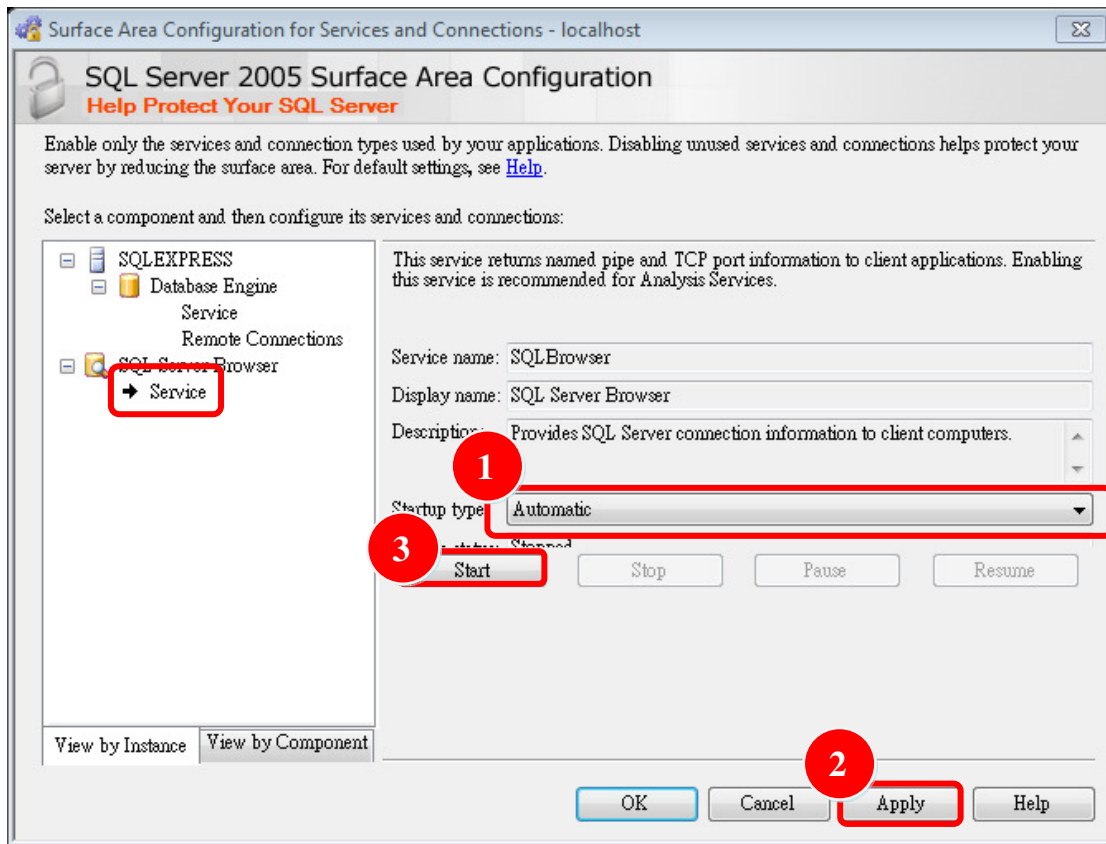 Surface Area Configuration for Services and Connections - localhost
SQL Server 2005 Surface Area Configuration
Help Protect Your SQL Server
Enable only the services and connection types used by your applications. Disabling unused services and connections helps protect your
server by reducing the surface area. For default settings, see Help.
Select a component and then configure its services and connections:
SQLEXPRESS
Database Engine
Service
Remote Connections
SQL Server Browser
Service
View by Instance
View by Component
This service returns named pipe and TCP port information to client applications. Enabling
this service is recommended for Analysis Services.
Service name: SQLBrowser
Display name: SQL Server Browser
Description: Provides SQL Server connection information to client computers.
1
Startup type Automatic
status: Stopped
3
Start Stop Pause Resume
2
OK Cancel Apply Help